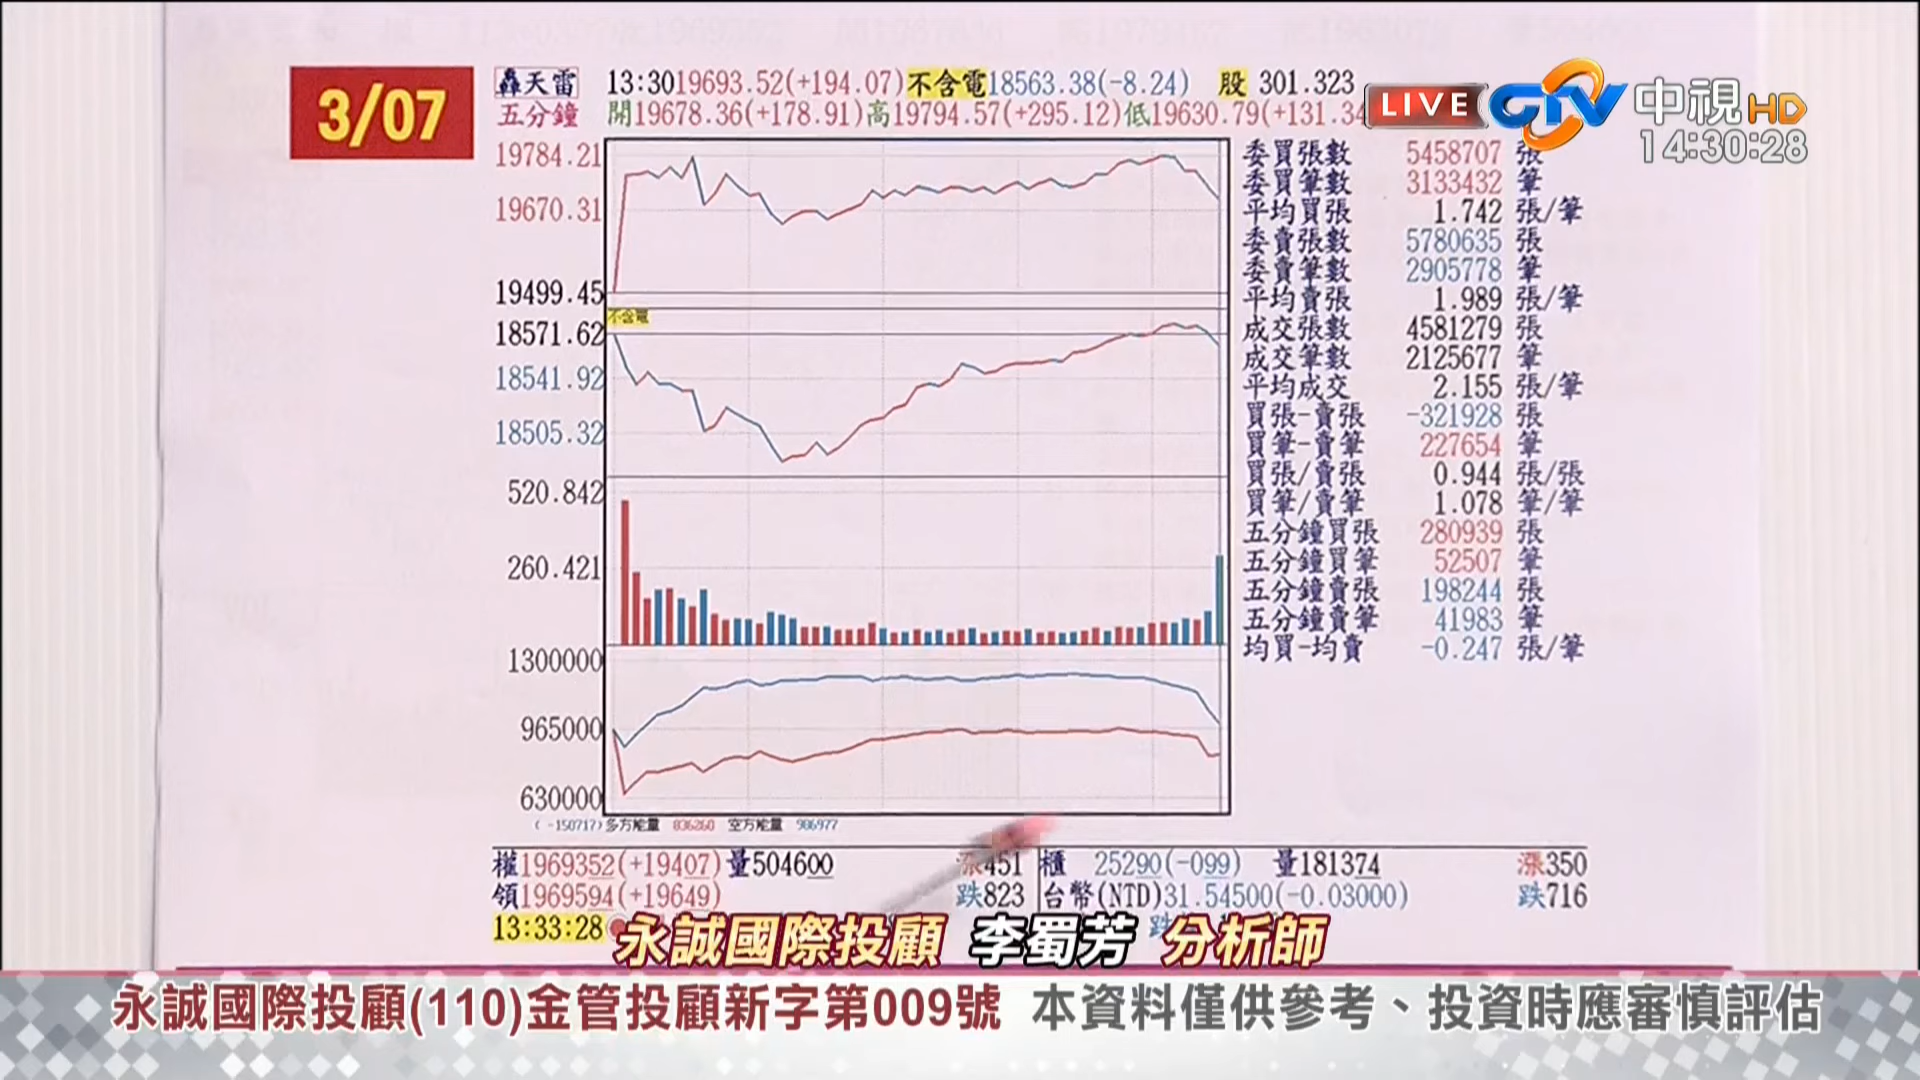 3/07
轟天雷 13:30 19693.52(+194.07) 不含電 18563.38(-8.24) 股 301.323
五分鐘 開19678.36(+178.91)高19794.57(+295.12)低19630.79(+131.34
LIVE CTV 中視HD
14:30:28
19784.21
19670.31
19499.45
不含電
18571.62
18541.92
18505.32
520.842
260.421
1300000
965000
630000
(-150717)多方能量 836260 空方能量 986977
委買張數 5458707 張
委買筆數 3133432 筆
平均買張 1.742 張/筆
委賣張數 5780635 張
委賣筆數 2905778 筆
平均賣張 1.989 張/筆
成交張數 4581279 張
成交筆數 2125677 筆
平均成交 2.155 張/筆
買張-賣張 -321928 張
買筆-賣筆 227654 筆
買張/賣張 0.944 張/張
買筆/賣筆 1.078 筆/筆
五分鐘買張 280939 張
五分鐘買筆 52507 筆
五分鐘賣張 198244 張
五分鐘賣筆 41983 筆
均買-均賣 -0.247 張/筆
權1969352(+19407) 量504600 漲451 櫃 25290(-099) 量181374 漲350
領1969594(+19649) 跌823 台幣(NTD)31.54500(-0.03000) 跌716
13:33:28
永誠國際投顧 李蜀芳 分析師
永誠國際投顧(110)金管投顧新字第009號 本資料僅供參考、投資時應審慎評估